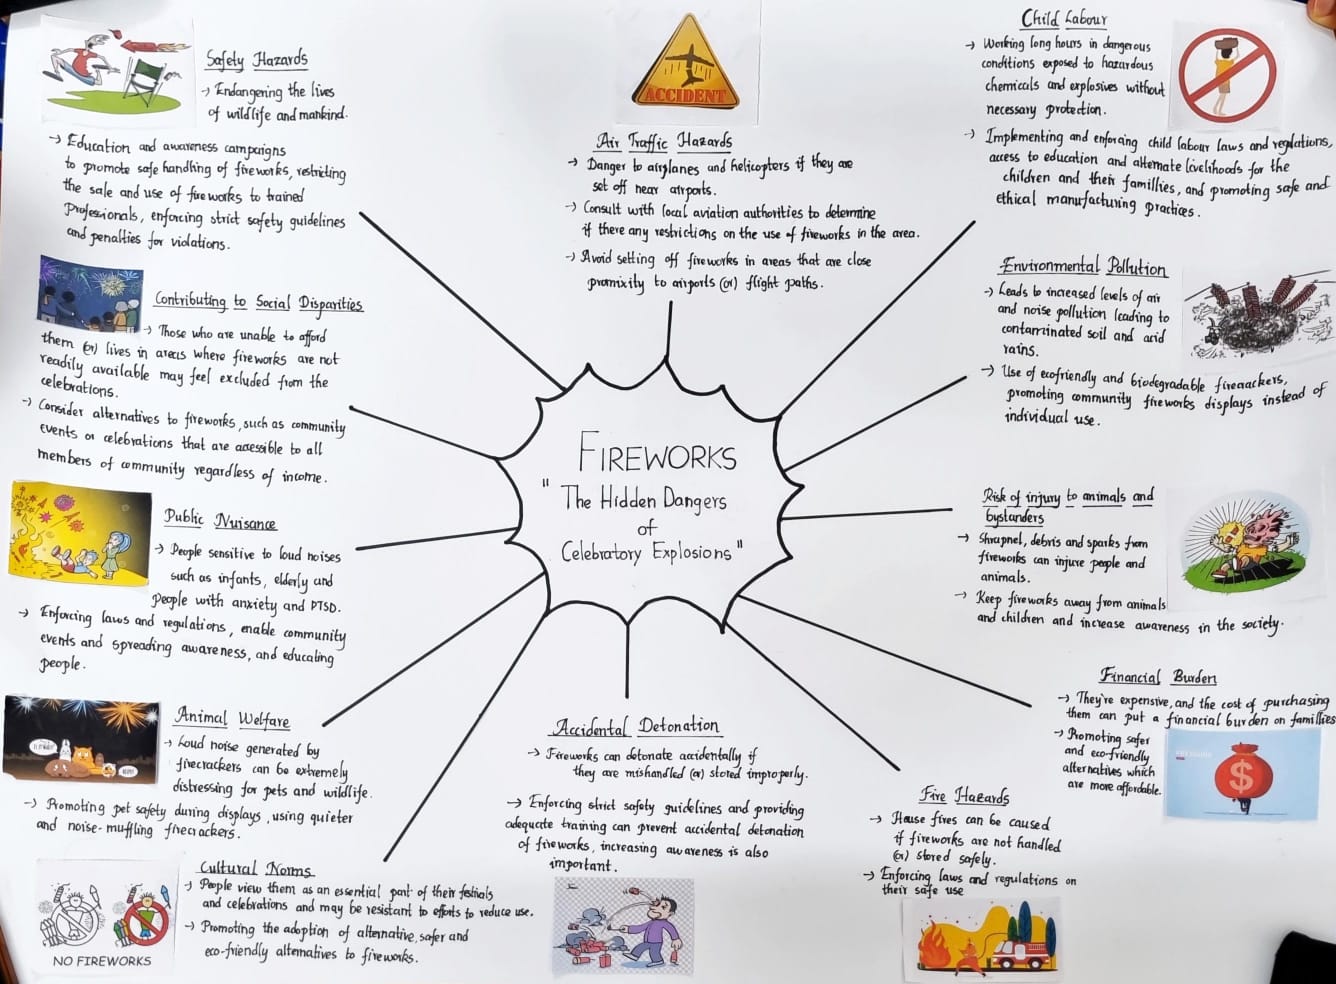 FIREWORKS
" The Hidden Dangers
of
Celebratory Explosions "
Safety Hazards
→ Endangering the lives
of wildlife and mankind.
→ Education and awareness campaigns
to promote safe handling of fireworks, restricting
the sale and use of fireworks to trained
Professionals, enforcing strict safety guidelines
and penalties for violations.
Contributing to Social Disparities
→ Those who are unable to afford
them (or) lives in areas where fireworks are not
readily available may feel excluded from the
celebrations.
→ Consider alternatives to fireworks, such as community
events or celebrations that are accessible to all
members of community regardless of income.
Public Nuisance
→ People sensitive to loud noises
such as infants, elderly and
people with anxiety and PTSD.
→ Enforcing laws and regulations, enable community
events and spreading awareness, and educating
people.
Animal Welfare
→ Loud noise generated by
firecrackers can be extremely
distressing for pets and wildlife.
→ Promoting pet safety during displays, using quieter
and noise-muffling firecrackers.
Cultural Norms
→ People view them as an essential part of their festivals
and celebrations and may be resistant to efforts to reduce use.
→ Promoting the adoption of alternative, safer and
eco-friendly alternatives to fireworks.
NO FIREWORKS
ACCIDENT
Air Traffic Hazards
→ Danger to airplanes and helicopters if they are
set off near airports.
→ Consult with local aviation authorities to determine
if there any restrictions on the use of fireworks in the area.
→ Avoid setting off fireworks in areas that are close
promixity to airports (or) flight paths.
Accidental Detonation
→ Fireworks can detonate accidentally if
they are mishandled (or) stored improperly.
→ Enforcing strict safety guidelines and providing
adequate training can prevent accidental detonation
of fireworks, increasing awareness is also
important.
Child Labour
→ Working long hours in dangerous
conditions exposed to hazardous
chemicals and explosives without
necessary protection.
→ Implementing and enforcing child labour laws and regulations,
access to education and alternate livelihoods for the
children and their famillies, and promoting safe and
ethical manufacturing practices.
Environmental Pollution
→ Leads to increased levels of air
and noise pollution leading to
contaminated soil and acid
rains.
→ Use of ecofriendly and biodegradable firecrackers,
promoting community fireworks displays instead of
individual use.
Risk of injury to animals and
bystanders
→ Shrapnel, debris and sparks from
fireworks can injure people and
animals.
→ Keep fireworks away from animals
and children and increase awareness in the society.
Financial Burden
→ They're expensive, and the cost of purchasing
them can put a financial burden on families
→ Promoting safer
and eco-friendly
alternatives which
are more affordable.
$
Fire Hazards
→ House fires can be caused
if fireworks are not handled
(or) stored safely.
→ Enforcing laws and regulations on
their safe use